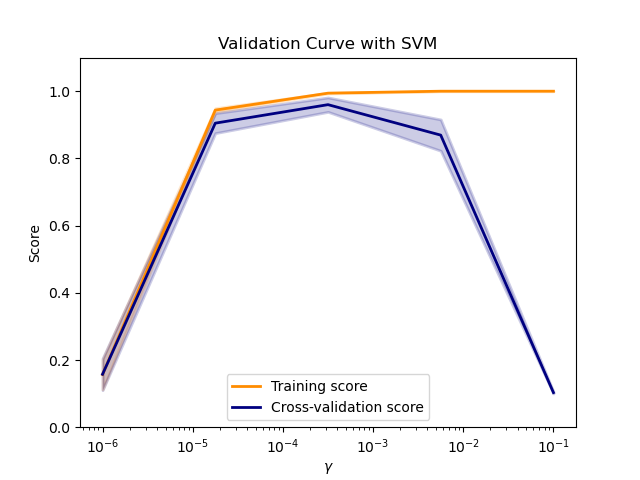 Validation Curve with SVM
Score
1.0
0.8
0.6
0.4
0.2
0.0
Training score
Cross-validation score
10⁻⁶ 10⁻⁵ 10⁻⁴ 10⁻³ 10⁻² 10⁻¹
γ